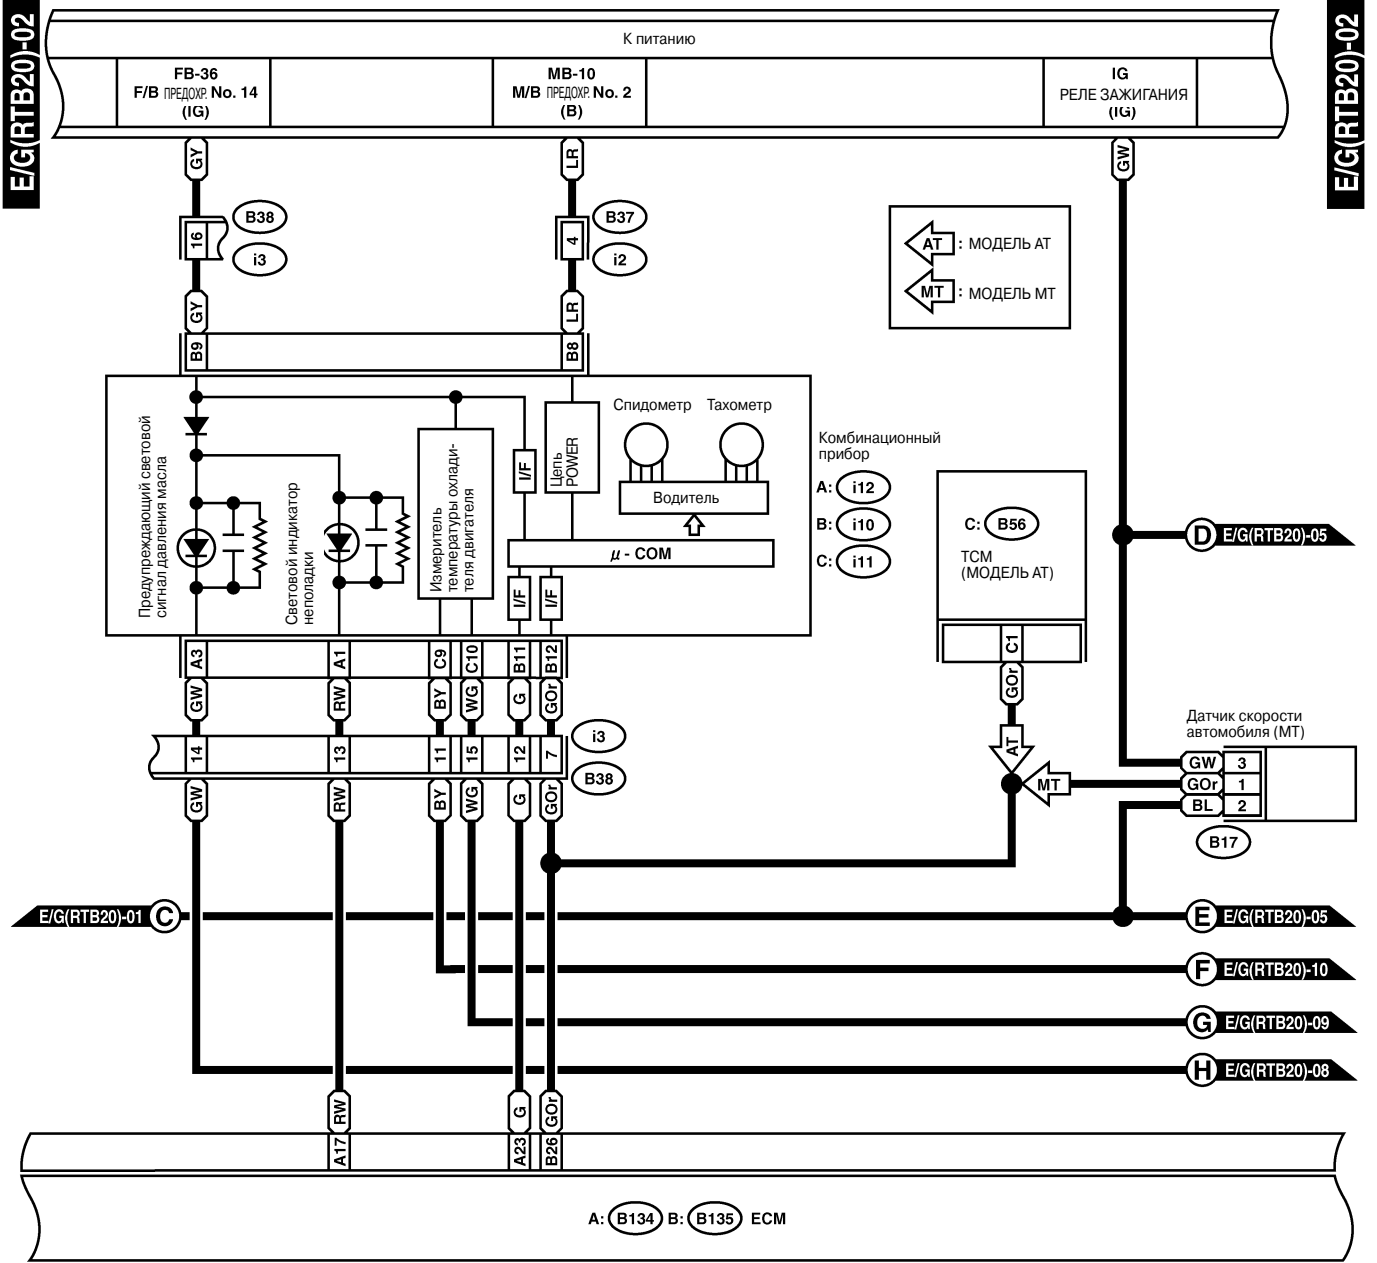 E/G(RTB20)-02
E/G(RTB20)-02
К питанию
FB-36
F/B ПРЕДОХР. No. 14
(IG)
MB-10
M/B ПРЕДОХР. No. 2
(B)
IG
РЕЛЕ ЗАЖИГАНИЯ
(IG)
GY
LR
GW
16
B38
i3
4
B37
i2
AT : МОДЕЛЬ AT
MT : МОДЕЛЬ MT
GY
LR
B9
B8
Предупреждающий световой
сигнал давления масла
Световой индикатор
неполадки
Измеритель
температуры охлади-
теля двигателя
I/F
Цепь
POWER
Спидометр
Тахометр
Водитель
μ - COM
I/F
I/F
Комбинационный
прибор
A: i12
B: i10
C: i11
C: B56
TCM
(МОДЕЛЬ AT)
C1
GOr
AT
MT
D E/G(RTB20)-05
A3
A1
C9
C10
B11
B12
GW
RW
BY
WG
G
GOr
14
13
11
15
12
7
i3
B38
GW
RW
BY
WG
G
GOr
Датчик скорости
автомобиля (MT)
GW 3
GOr 1
BL 2
B17
E/G(RTB20)-01 C
E E/G(RTB20)-05
F E/G(RTB20)-10
G E/G(RTB20)-09
H E/G(RTB20)-08
RW
G
GOr
A17
A23
B26
A: B134 B: B135 ECM